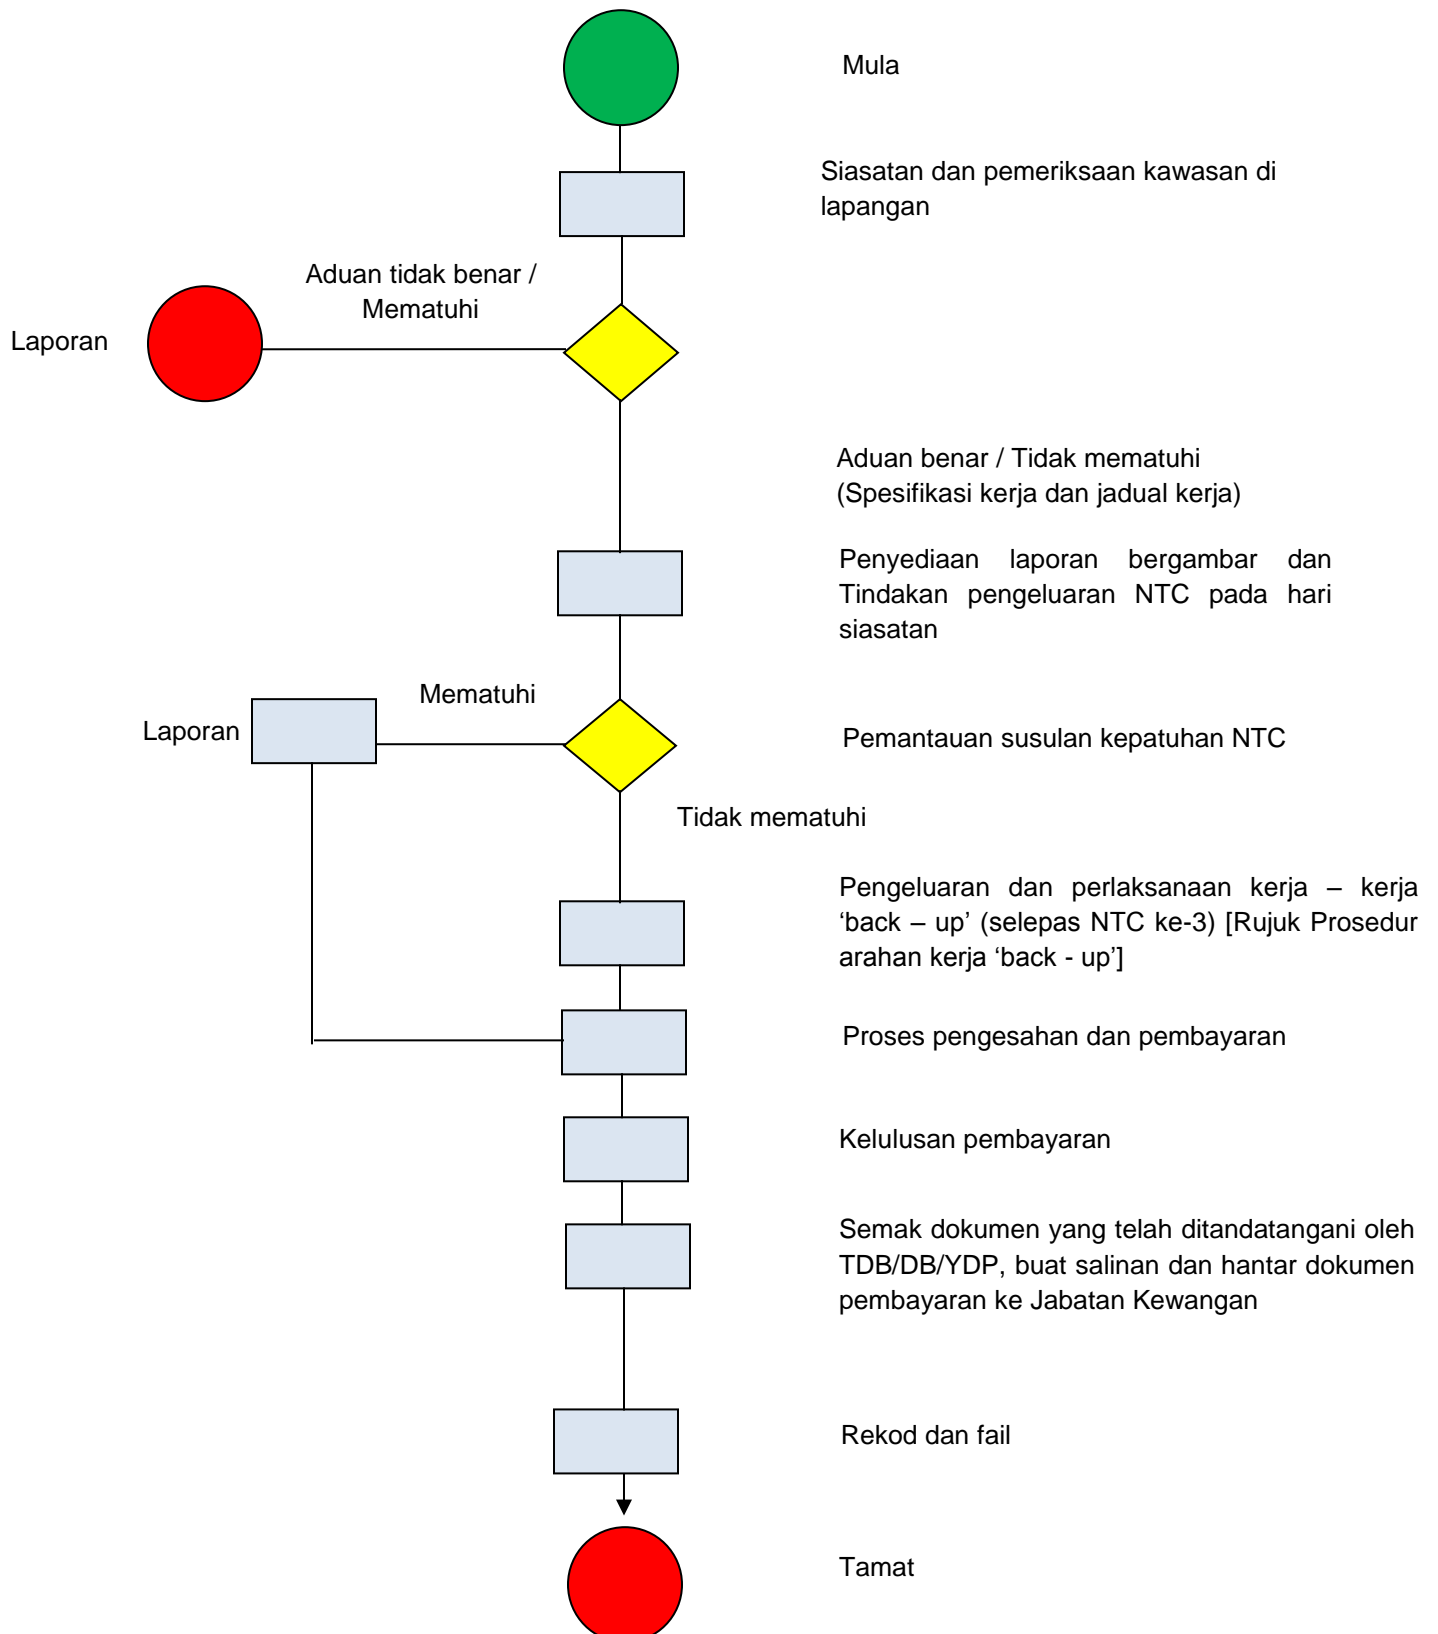 Mula
Siasatan dan pemeriksaan kawasan di
lapangan
Aduan tidak benar /
Mematuhi
Laporan
Aduan benar / Tidak mematuhi
(Spesifikasi kerja dan jadual kerja)
Penyediaan laporan bergambar dan
Tindakan pengeluaran NTC pada hari
siasatan
Mematuhi
Laporan
Pemantauan susulan kepatuhan NTC
Tidak mematuhi
Pengeluaran dan perlaksanaan kerja – kerja
‘back – up’ (selepas NTC ke-3) [Rujuk Prosedur
arahan kerja ‘back - up’]
Proses pengesahan dan pembayaran
Kelulusan pembayaran
Semak dokumen yang telah ditandatangani oleh
TDB/DB/YDP, buat salinan dan hantar dokumen
pembayaran ke Jabatan Kewangan
Rekod dan fail
Tamat